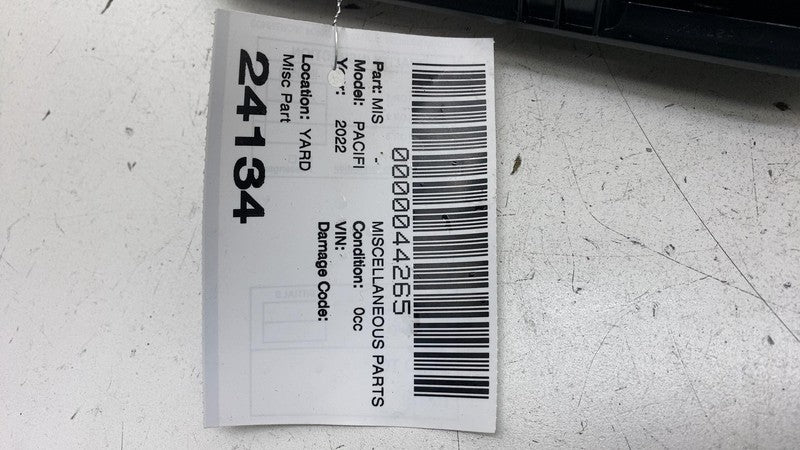 0000044265
Part: MIS - MISCELLANEOUS PARTS
Model: PACIFI Condition: 0cc
Year: 2022 VIN:
Damage Code:
Location: YARD
Misc Part
24134